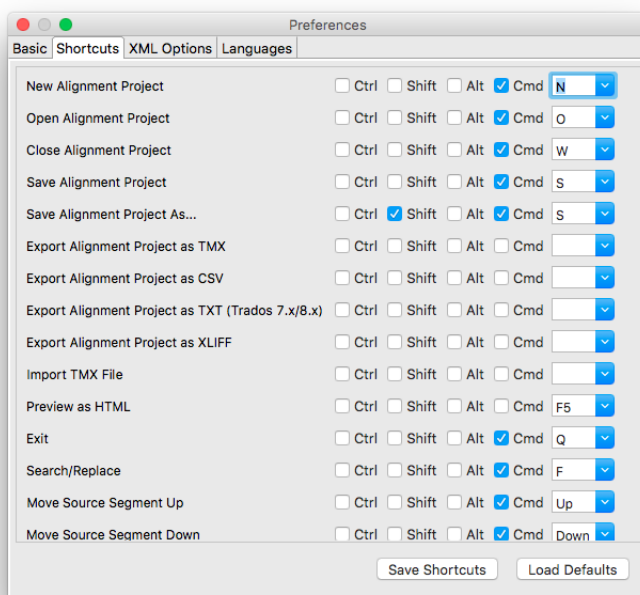 Preferences
Basic Shortcuts XML Options Languages
New Alignment Project Ctrl Shift Alt Cmd N
Open Alignment Project Ctrl Shift Alt Cmd O
Close Alignment Project Ctrl Shift Alt Cmd W
Save Alignment Project Ctrl Shift Alt Cmd S
Save Alignment Project As... Ctrl Shift Alt Cmd S
Export Alignment Project as TMX Ctrl Shift Alt Cmd
Export Alignment Project as CSV Ctrl Shift Alt Cmd
Export Alignment Project as TXT (Trados 7.x/8.x) Ctrl Shift Alt Cmd
Export Alignment Project as XLIFF Ctrl Shift Alt Cmd
Import TMX File Ctrl Shift Alt Cmd
Preview as HTML Ctrl Shift Alt Cmd F5
Exit Ctrl Shift Alt Cmd Q
Search/Replace Ctrl Shift Alt Cmd F
Move Source Segment Up Ctrl Shift Alt Cmd Up
Move Source Segment Down Ctrl Shift Alt Cmd Down
Save Shortcuts Load Defaults